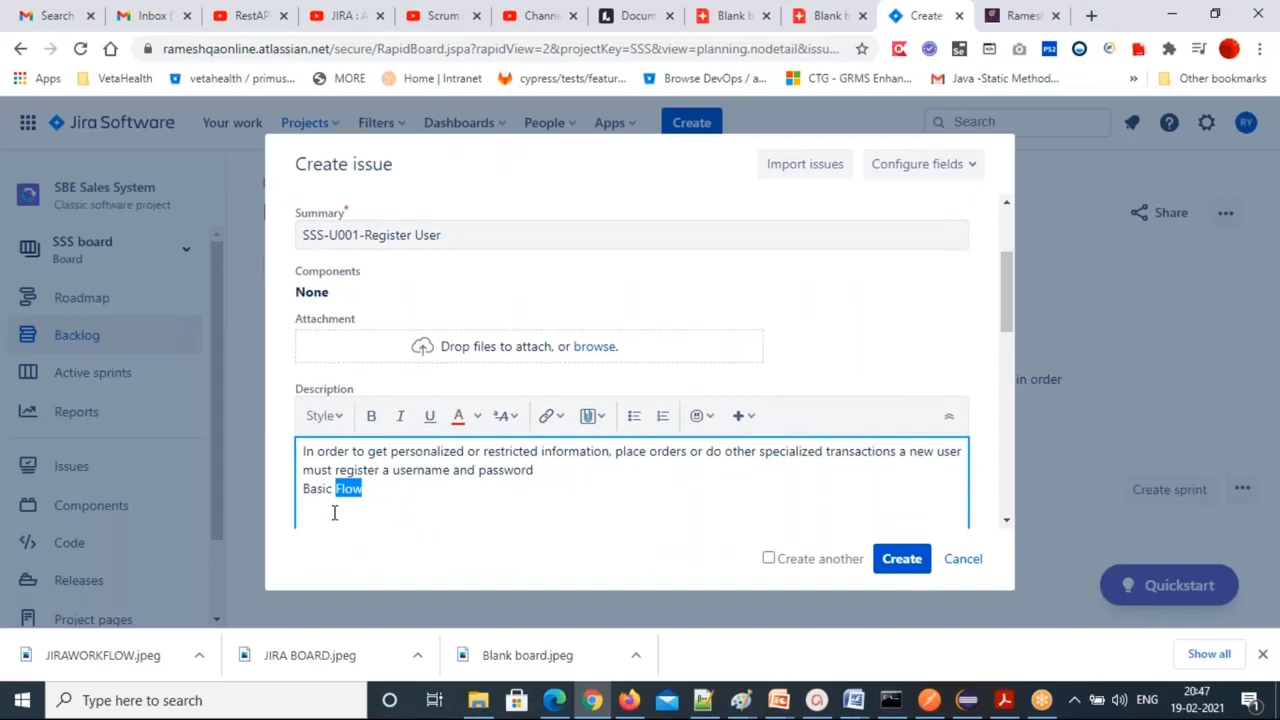 Search
Inbox (
RestAP
JIRA : A
Scrum
Channe
Docum
Blank b
Blank b
Create
Ramesl
rameshqaonline.atlassian.net/secure/RapidBoard.jspa?rapidView=2&projectKey=SSS&view=planning.nodetail&issu...
Apps
VetaHealth
vetahealth / primus...
MORE
Home | Intranet
cypress/tests/featur...
Browse DevOps / a...
CTG - GRMS Enhan...
Java -Static Method...
»
Other bookmarks
Jira Software
Your work
Projects
Filters
Dashboards
People
Apps
Create
Search
RY
SBE Sales System
Classic software project
SSS board
Board
Roadmap
Backlog
Active sprints
Reports
Issues
Components
Code
Releases
Project pages
Share
in order
Create sprint
Quickstart
Create issue
Import issues
Configure fields
Summary*
SSS-U001-Register User
Components
None
Attachment
Drop files to attach, or browse.
Description
Style
B I U A ªA
In order to get personalized or restricted information, place orders or do other specialized transactions a new user
must register a username and password
Basic Flow
Create another
Create
Cancel
JIRAWORKFLOW.jpeg
JIRA BOARD.jpeg
Blank board.jpeg
Show all
Type here to search
ENG
20:47
19-02-2021